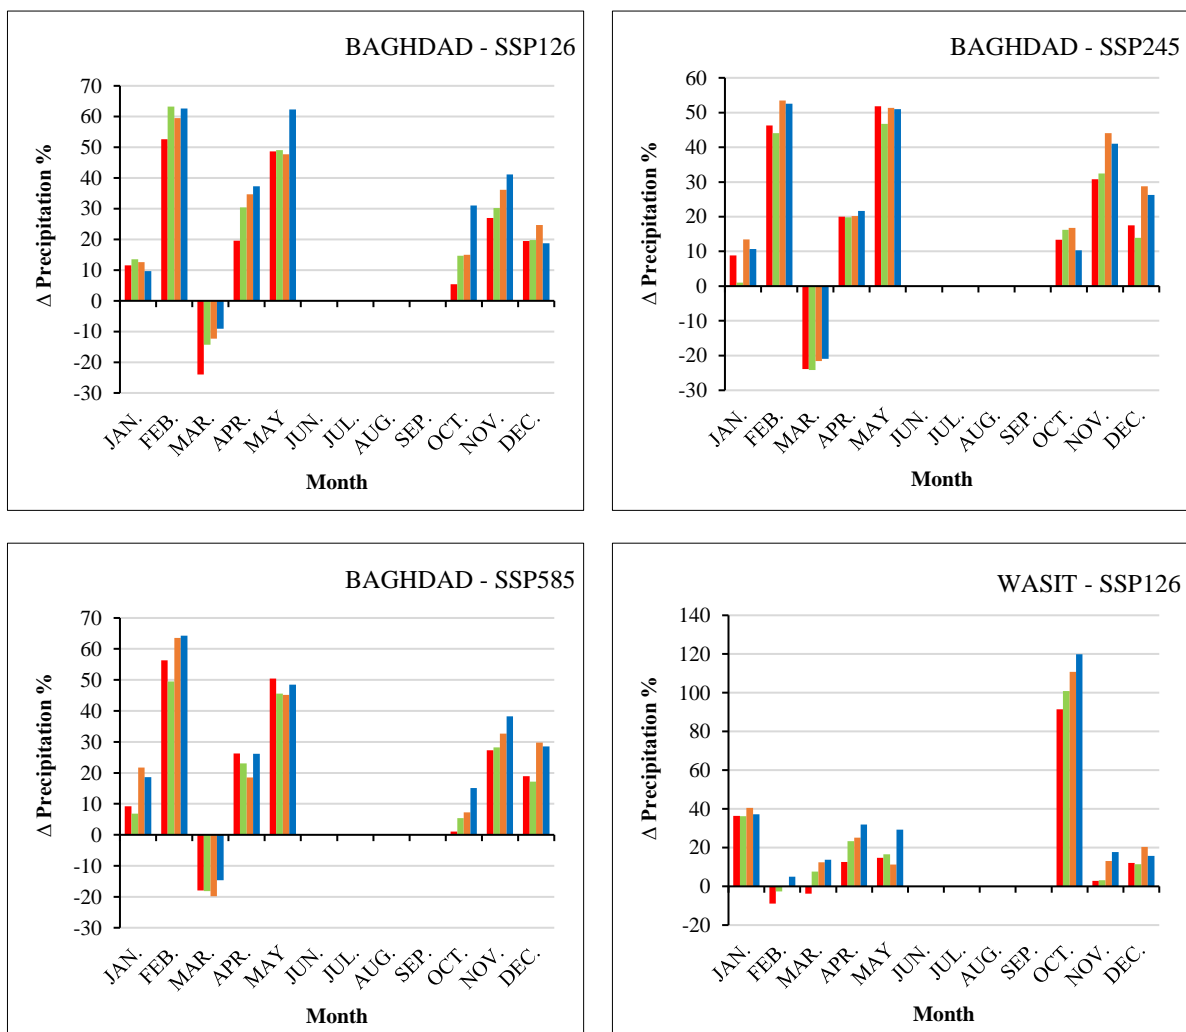 BAGHDAD - SSP126
70
60
50
40
30
20
10
0
-10
-20
-30
Δ Precipitation %
JAN. FEB. MAR. APR. MAY JUN. JUL. AUG. SEP. OCT. NOV. DEC.
Month
BAGHDAD - SSP245
60
50
40
30
20
10
0
-10
-20
-30
Δ Precipitation %
JAN. FEB. MAR. APR. MAY JUN. JUL. AUG. SEP. OCT. NOV. DEC.
Month
BAGHDAD - SSP585
70
60
50
40
30
20
10
0
-10
-20
-30
Δ Precipitation %
JAN. FEB. MAR. APR. MAY JUN. JUL. AUG. SEP. OCT. NOV. DEC.
Month
WASIT - SSP126
140
120
100
80
60
40
20
0
-20
Δ Precipitation %
JAN. FEB. MAR. APR. MAY JUN. JUL. AUG. SEP. OCT. NOV. DEC.
Month